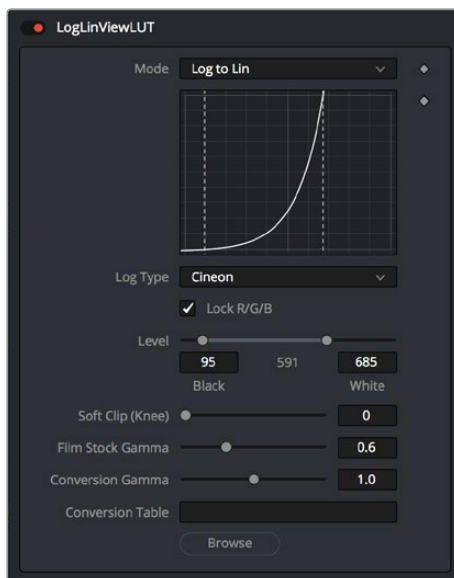 LogLinViewLUT
Mode Log to Lin
Log Type Cineon
Lock R/G/B
Level
95 591 685
Black White
Soft Clip (Knee) 0
Film Stock Gamma 0.6
Conversion Gamma 1.0
Conversion Table
Browse